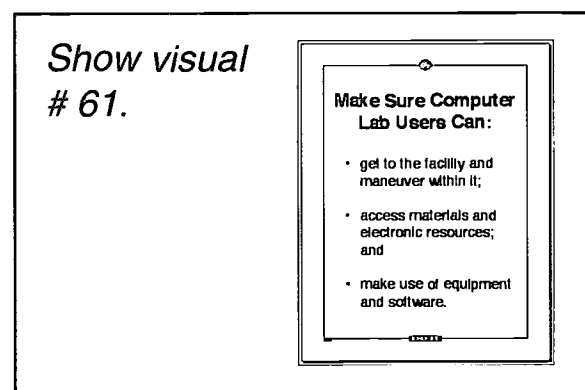 Show visual
# 61.
Make Sure Computer
Lab Users Can:
• get to the facility and
maneuver within it;
• access materials and
electronic resources;
and
• make use of equipment
and software.